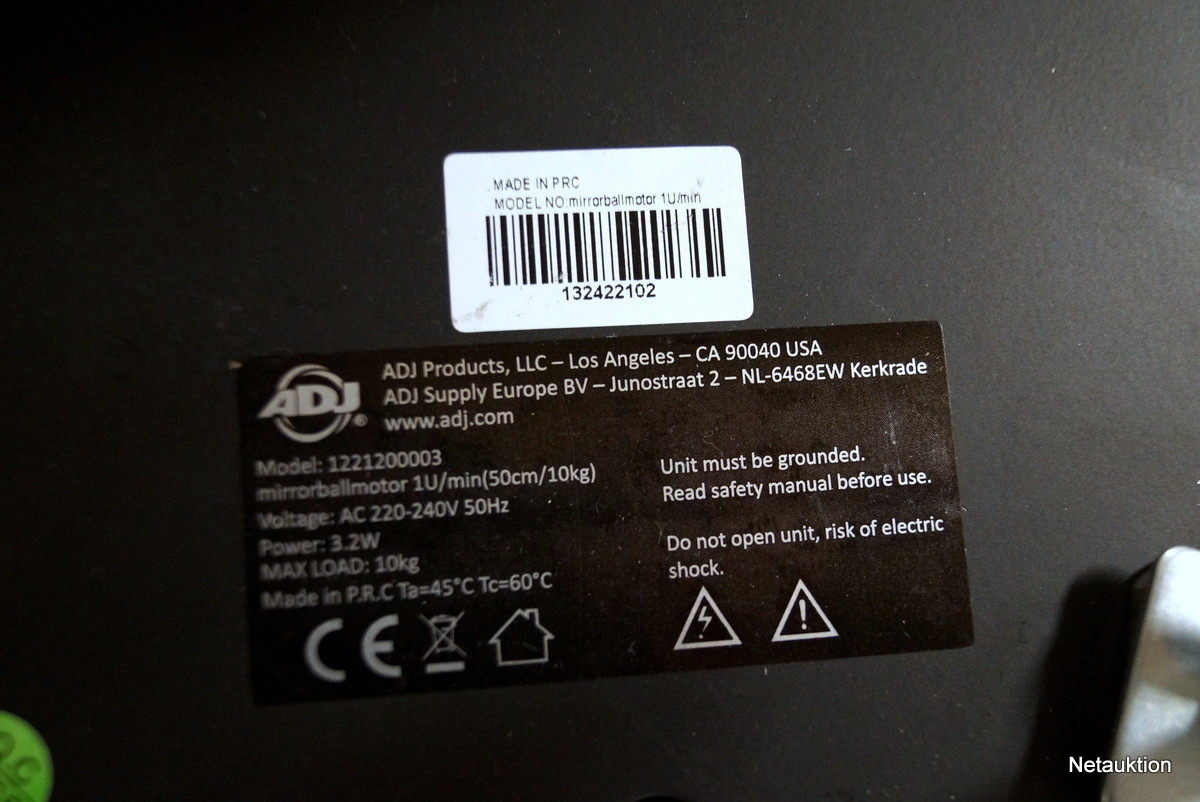 MADE IN PRC
MODEL NO:mirrorballmotor 1U/min
132422102
ADJ®
ADJ Products, LLC – Los Angeles – CA 90040 USA
ADJ Supply Europe BV – Junostraat 2 – NL-6468EW Kerkrade
www.adj.com
Model: 1221200003
mirrorballmotor 1U/min(50cm/10kg)
Voltage: AC 220-240V 50Hz
Power: 3.2W
MAX LOAD: 10kg
Made in P.R.C Ta=45°C Tc=60°C
CE
Unit must be grounded.
Read safety manual before use.
Do not open unit, risk of electric
shock.
Netauktion